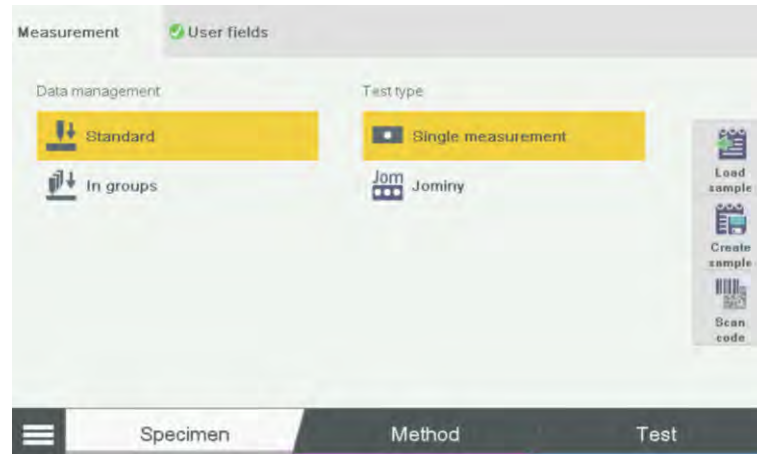 Measurement
User fields
Data management
Test type
Standard
Single measurement
In groups
Jom
Jominy
Load
sample
Create
sample
Scan
code
Specimen
Method
Test